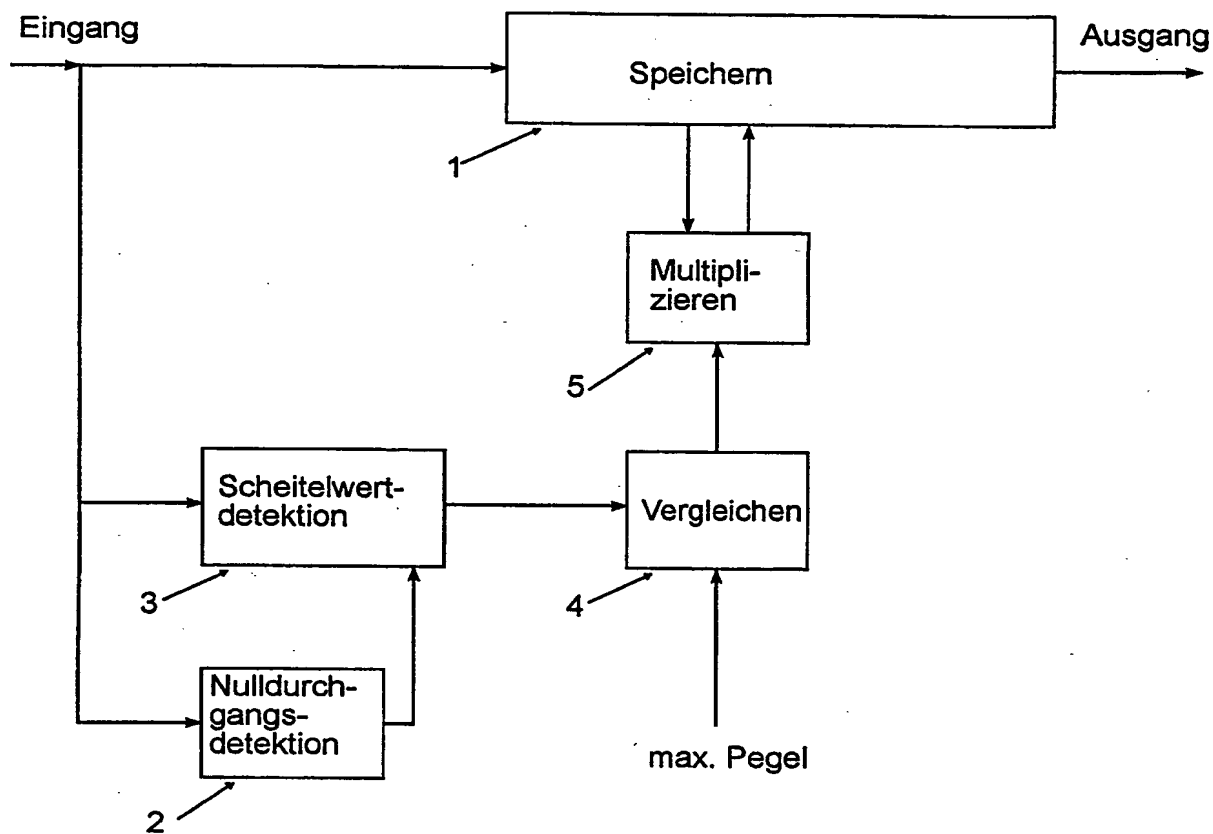 Eingang
Ausgang
Speichern
1
Multipli-
zieren
5
Scheitelwert-
detektion
Vergleichen
3
4
Nulldurch-
gangs-
detektion
max. Pegel
2